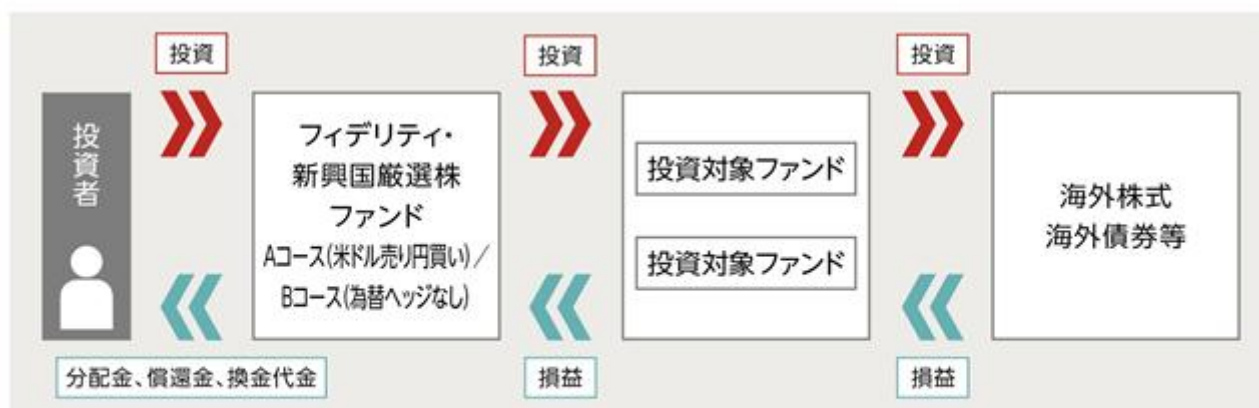 投資
投資
投資
投資者
フィデリティ・
新興国厳選株
ファンド
Aコース(米ドル売り円買い)／
Bコース(為替ヘッジなし)
投資対象ファンド
投資対象ファンド
海外株式
海外債券等
分配金、償還金、換金代金
損益
損益